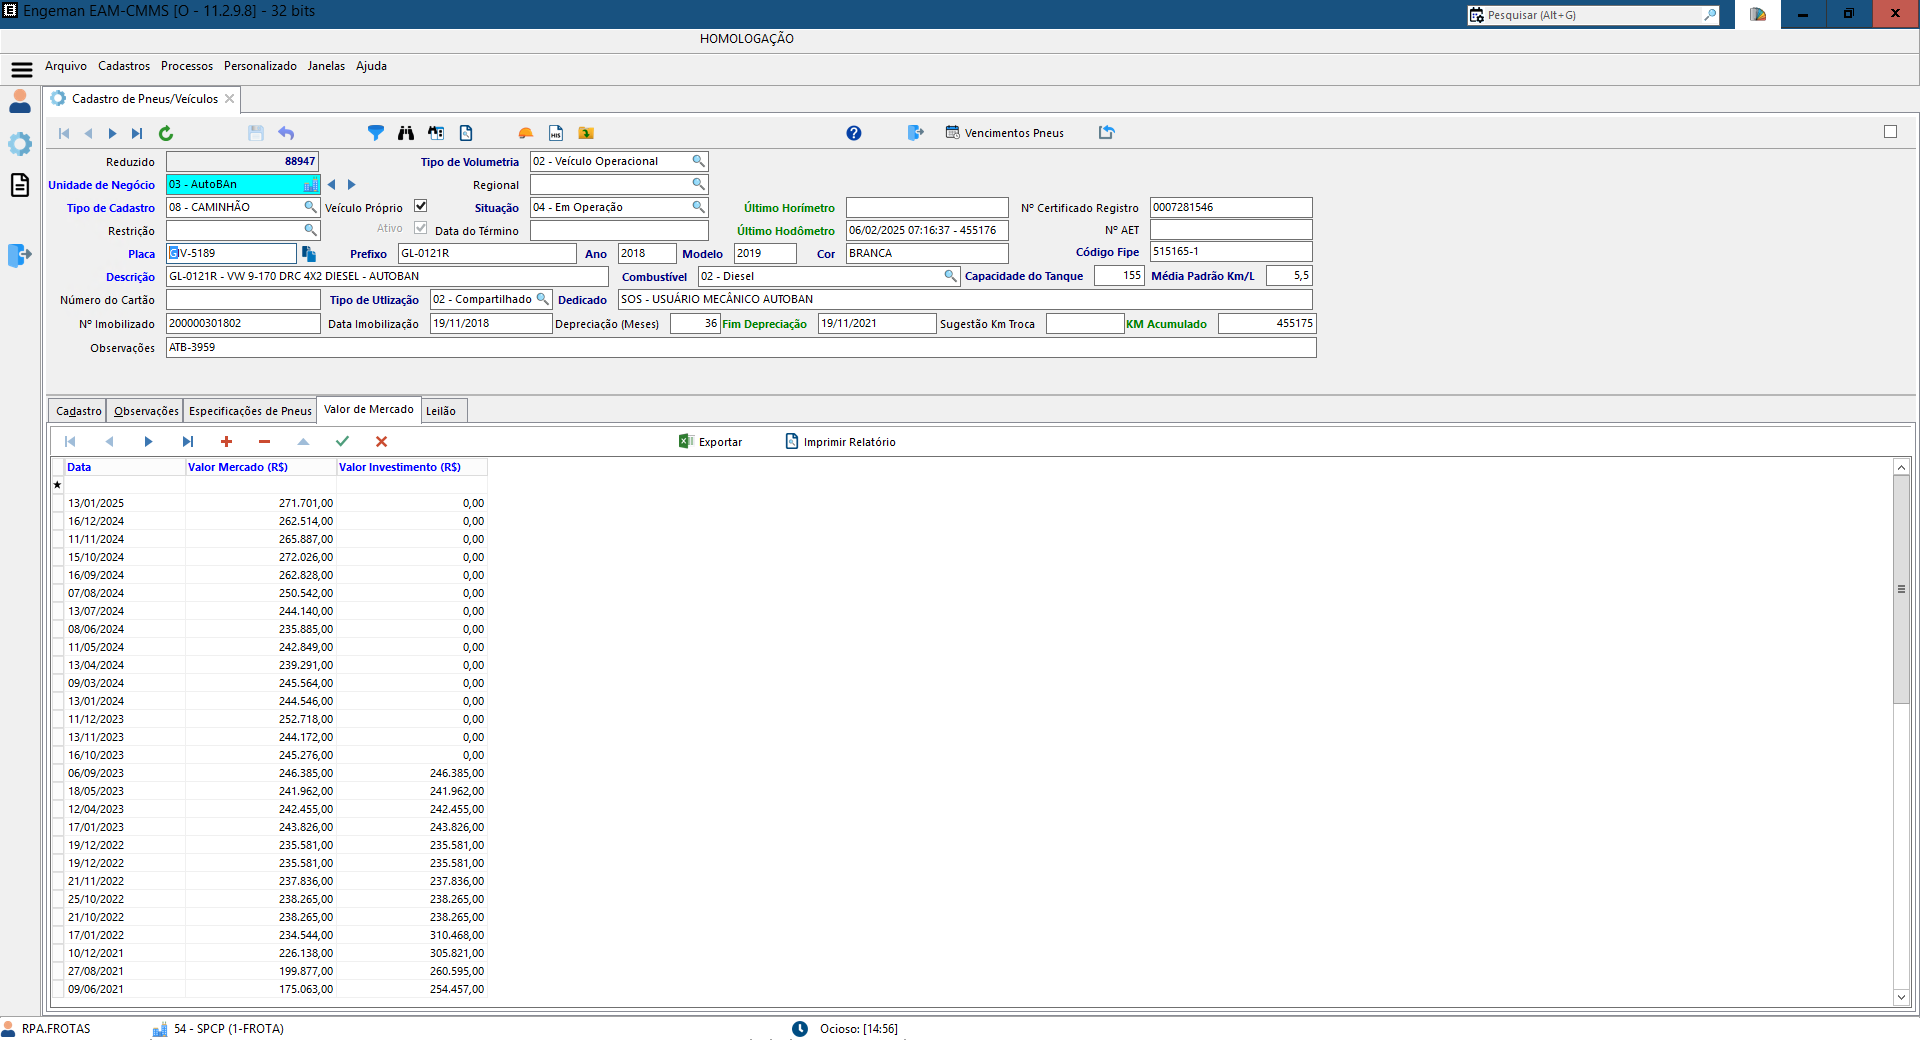 Engeman EAM-CMMS [O - 11.2.9.8] - 32 bits
Pesquisar (Alt+G)
HOMOLOGAÇÃO
Arquivo Cadastros Processos Personalizado Janelas Ajuda
Cadastro de Pneus/Veículos
Vencimentos Pneus
Reduzido 88947 Tipo de Volumetria 02 - Veículo Operacional
Unidade de Negócio 03 - AutoBAn Regional
Tipo de Cadastro 08 - CAMINHÃO Veículo Próprio Situação 04 - Em Operação Último Horímetro Nº Certificado Registro 0007281546
Restrição Ativo Data do Término Último Hodômetro 06/02/2025 07:16:37 - 455176 Nº AET
Placa GIV-5189 Prefixo GL-0121R Ano 2018 Modelo 2019 Cor BRANCA Código Fipe 515165-1
Descrição GL-0121R - VW 9-170 DRC 4X2 DIESEL - AUTOBAN Combustível 02 - Diesel Capacidade do Tanque 155 Média Padrão Km/L 5,5
Número do Cartão Tipo de Utlização 02 - Compartilhado Dedicado SOS - USUÁRIO MECÂNICO AUTOBAN
Nº Imobilizado 200000301802 Data Imobilização 19/11/2018 Depreciação (Meses) 36 Fim Depreciação 19/11/2021 Sugestão Km Troca KM Acumulado 455175
Observações ATB-3959
Cadastro Observações Especificações de Pneus Valor de Mercado Leilão
Exportar Imprimir Relatório
Data Valor Mercado (R$) Valor Investimento (R$)
13/01/2025 271.701,00 0,00
16/12/2024 262.514,00 0,00
11/11/2024 265.887,00 0,00
15/10/2024 272.026,00 0,00
16/09/2024 262.828,00 0,00
07/08/2024 250.542,00 0,00
13/07/2024 244.140,00 0,00
08/06/2024 235.885,00 0,00
11/05/2024 242.849,00 0,00
13/04/2024 239.291,00 0,00
09/03/2024 245.564,00 0,00
13/01/2024 244.546,00 0,00
11/12/2023 252.718,00 0,00
13/11/2023 244.172,00 0,00
16/10/2023 245.276,00 0,00
06/09/2023 246.385,00 246.385,00
18/05/2023 241.962,00 241.962,00
12/04/2023 242.455,00 242.455,00
17/01/2023 243.826,00 243.826,00
19/12/2022 235.581,00 235.581,00
19/12/2022 235.581,00 235.581,00
21/11/2022 237.836,00 237.836,00
25/10/2022 238.265,00 238.265,00
21/10/2022 238.265,00 238.265,00
17/01/2022 234.544,00 310.468,00
10/12/2021 226.138,00 305.821,00
27/08/2021 199.877,00 260.595,00
09/06/2021 175.063,00 254.457,00
RPA.FROTAS 54 - SPCP (1-FROTA) Ocioso: [14:56]